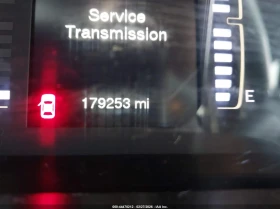 Service
Transmission
179253 mi
E